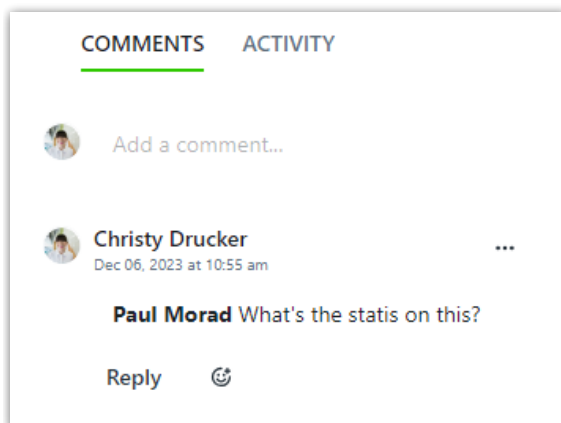 COMMENTS ACTIVITY
Add a comment...
Christy Drucker
Dec 06, 2023 at 10:55 am
Paul Morad What's the statis on this?
Reply